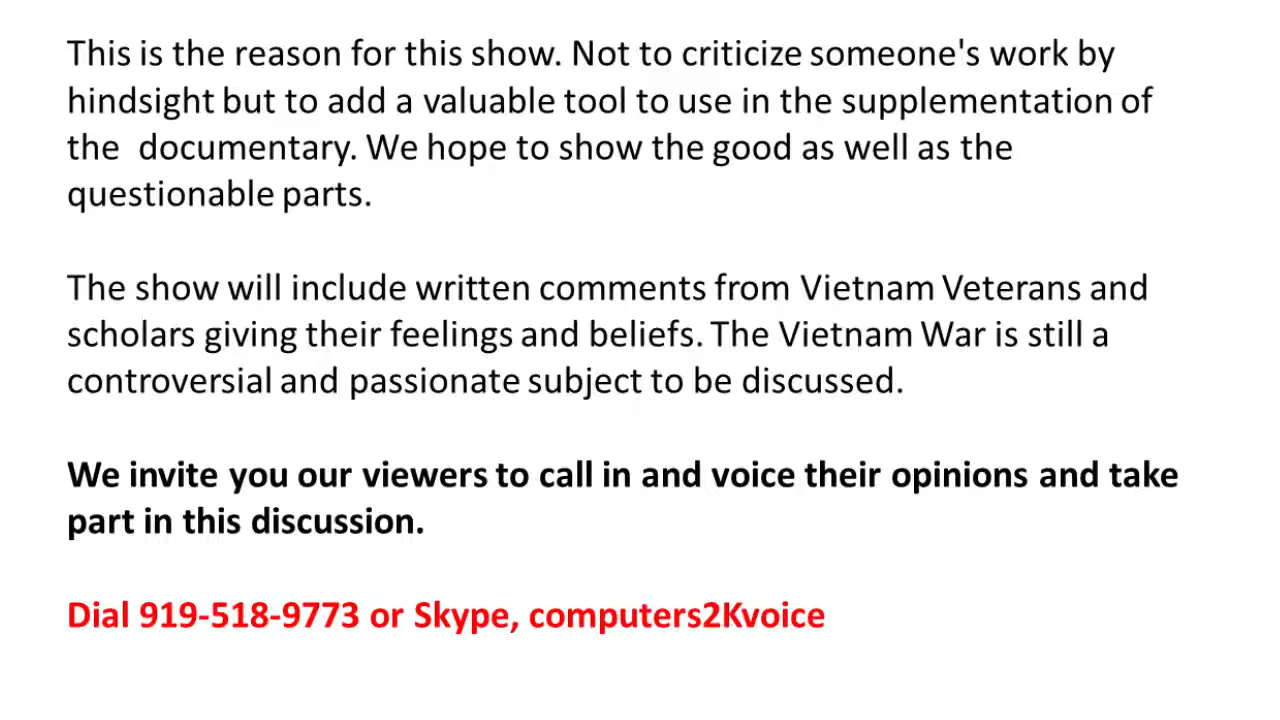 This is the reason for this show. Not to criticize someone's work by
hindsight but to add a valuable tool to use in the supplementation of
the  documentary. We hope to show the good as well as the
questionable parts.
The show will include written comments from Vietnam Veterans and
scholars giving their feelings and beliefs. The Vietnam War is still a
controversial and passionate subject to be discussed.
We invite you our viewers to call in and voice their opinions and take
part in this discussion.
Dial 919-518-9773 or Skype, computers2Kvoice